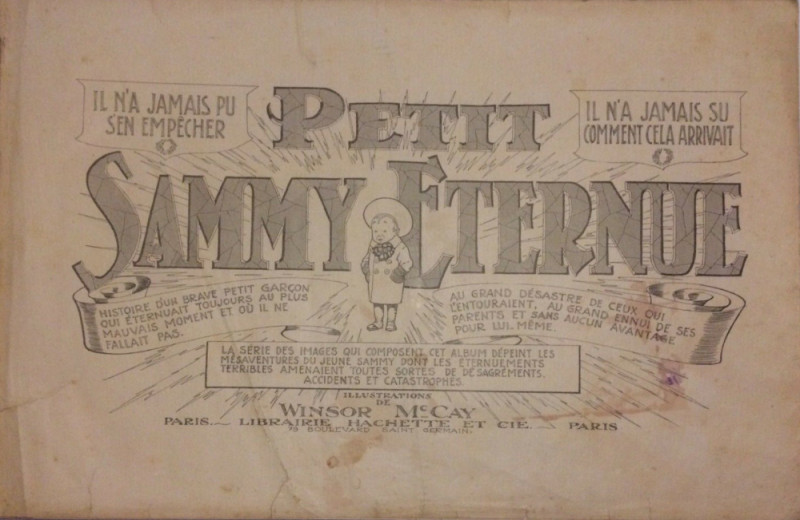 IL N'A JAMAIS PU
SEN EMPÊCHER
PETIT
IL N'A JAMAIS SU
COMMENT CELA ARRIVAIT
SAMMY ÉTERNUE
HISTOIRE D'UN BRAVE PETIT GARÇON
QUI ÉTERNUAIT TOUJOURS AU PLUS
MAUVAIS MOMENT ET OÙ IL NE
FALLAIT PAS.
AU GRAND DÉSASTRE DE CEUX QUI
L'ENTOURAIENT, AU GRAND ENNUI DE SES
PARENTS ET SANS AUCUN AVANTAGE
POUR LUI. MÊME.
LA SÉRIE DES IMAGES QUI COMPOSENT CET ALBUM DÉPEINT LES
MÉSAVENTURES DU JEUNE SAMMY DONT LES ÉTERNUEMENTS
TERRIBLES AMENAIENT TOUTES SORTES DE DÉSAGRÉMENTS.
ACCIDENTS ET CATASTROPHES.
ILLUSTRATIONS
DE
WINSOR McCAY
PARIS. LIBRAIRIE HACHETTE ET CIE. PARIS
79 BOULEVARD SAINT GERMAIN.